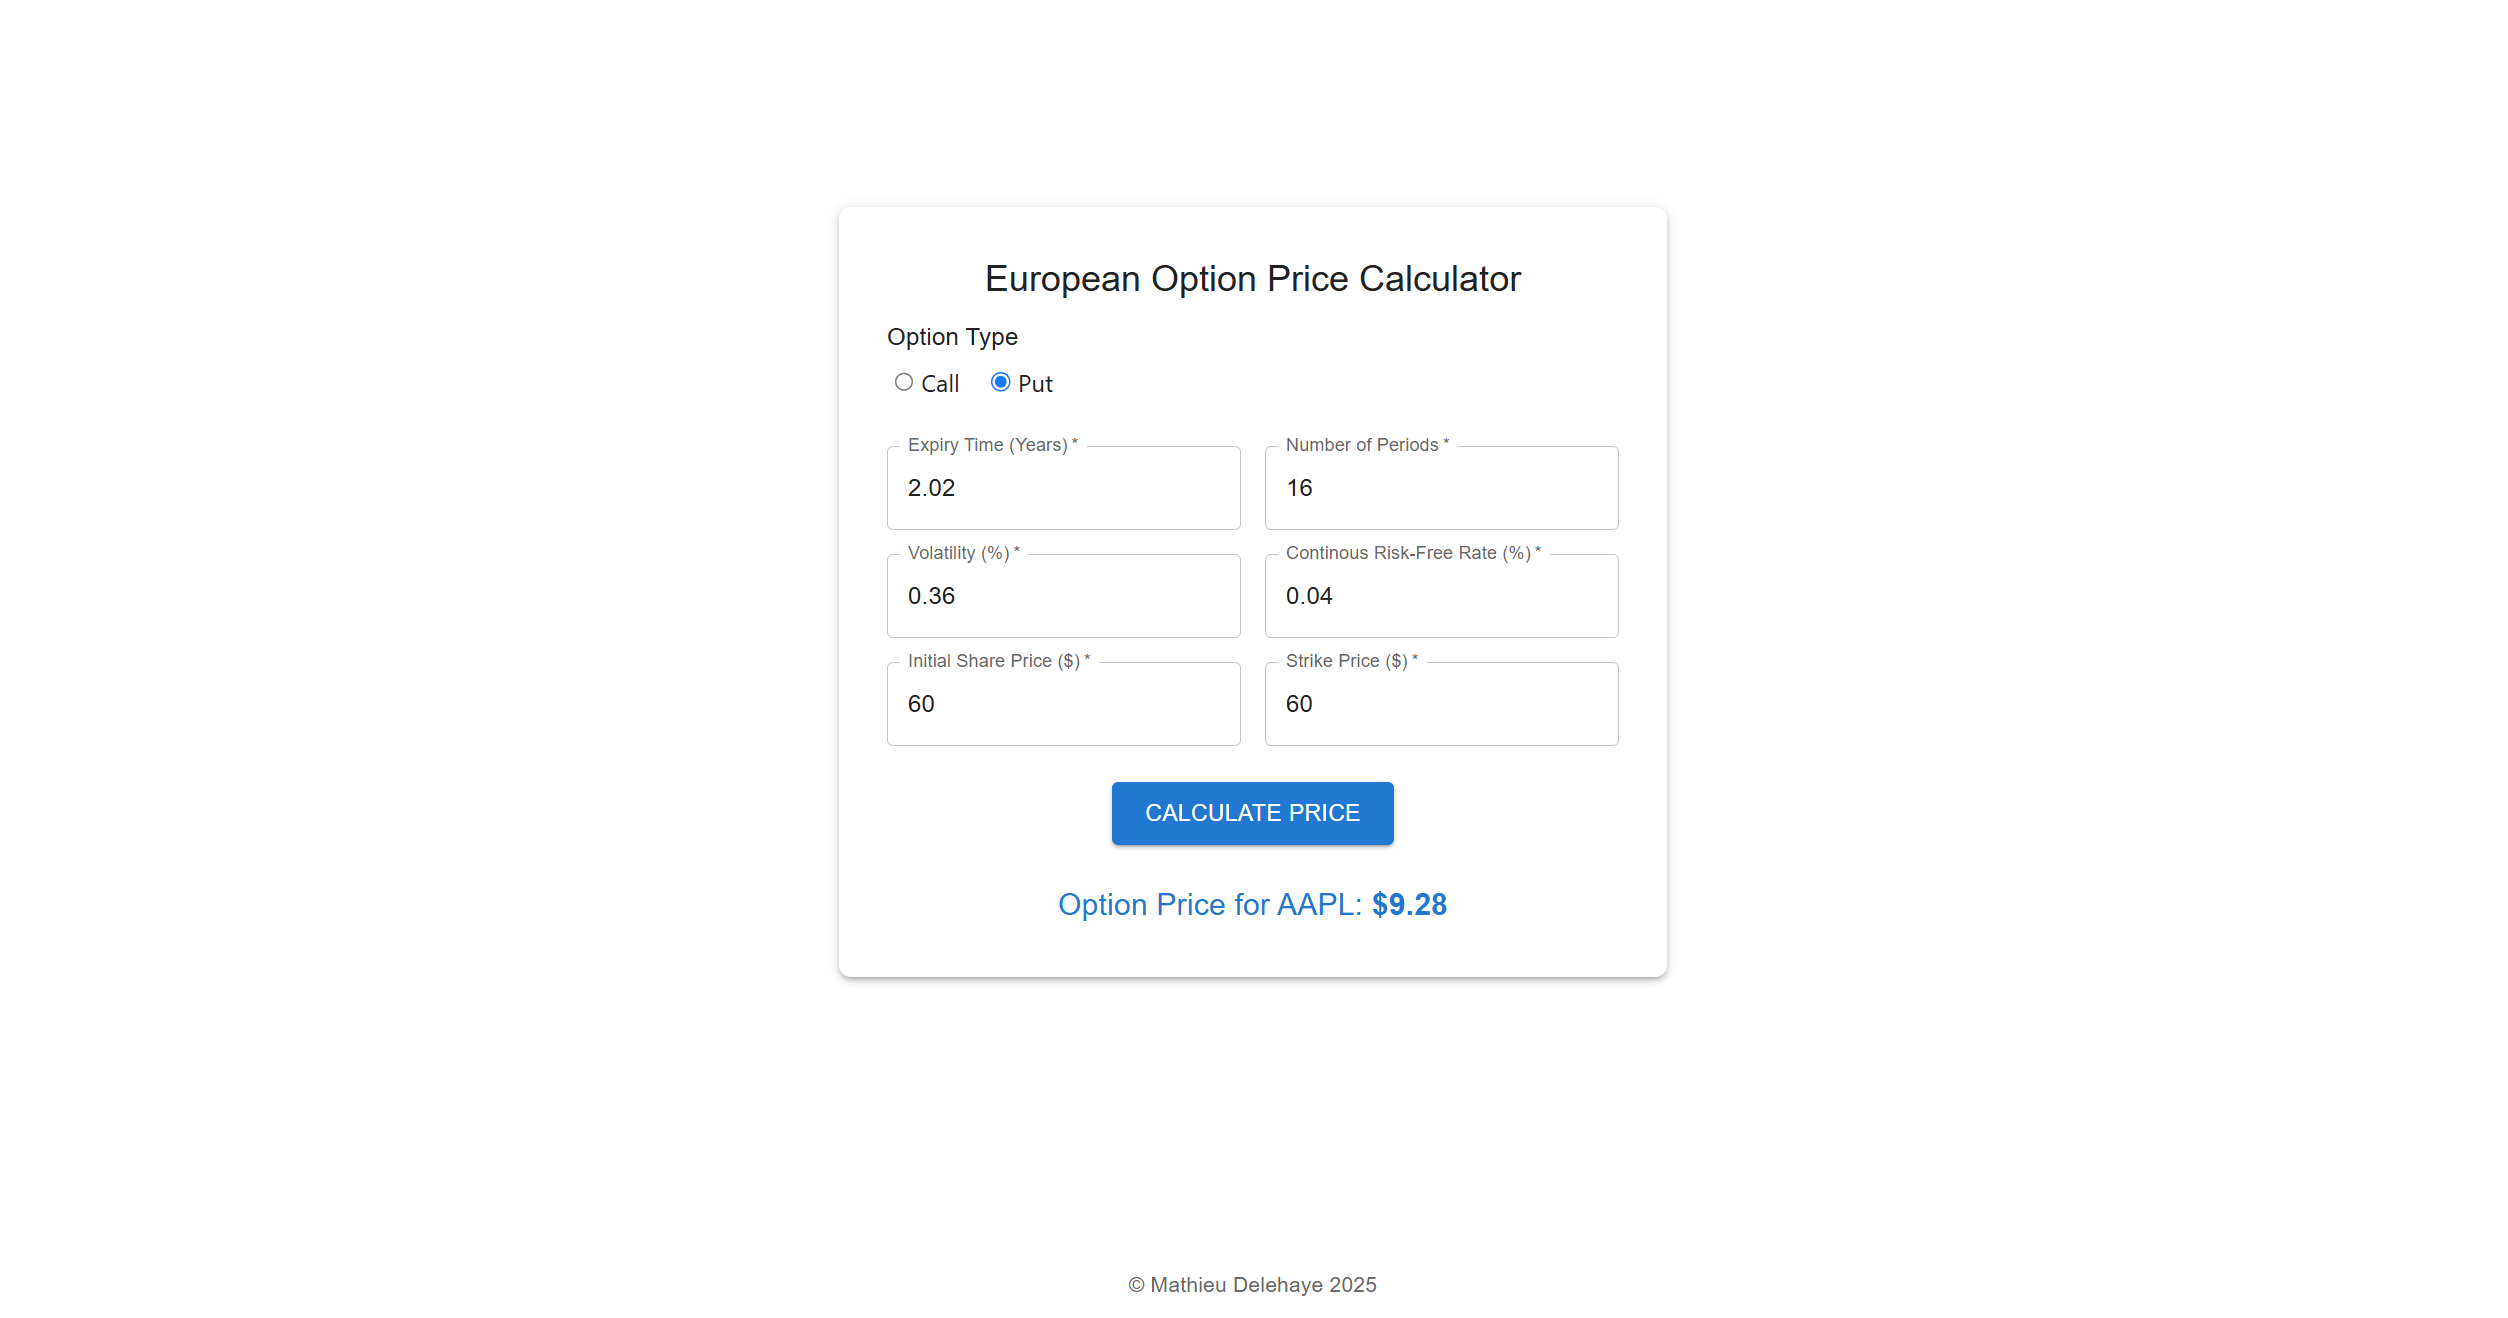 European Option Price Calculator
Option Type
Call Put
Expiry Time (Years) * Number of Periods *
2.02 16
Volatility (%) * Continous Risk-Free Rate (%) *
0.36 0.04
Initial Share Price ($) * Strike Price ($) *
60 60
CALCULATE PRICE
Option Price for AAPL: $9.28
© Mathieu Delehaye 2025